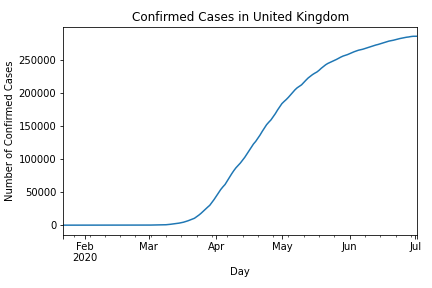 Confirmed Cases in United Kingdom
Number of Confirmed Cases
250000
200000
150000
100000
50000
0
Feb
2020
Mar
Apr
May
Jun
Jul
Day